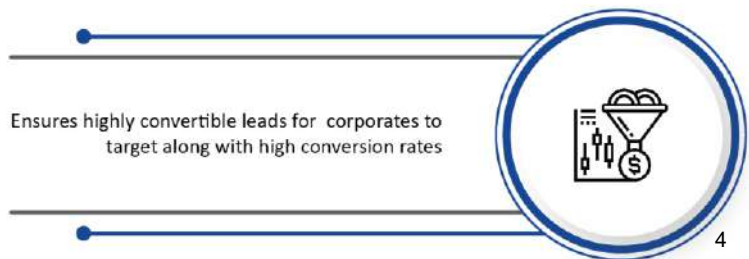 Ensures highly convertible leads for corporates to
target along with high conversion rates
$
4